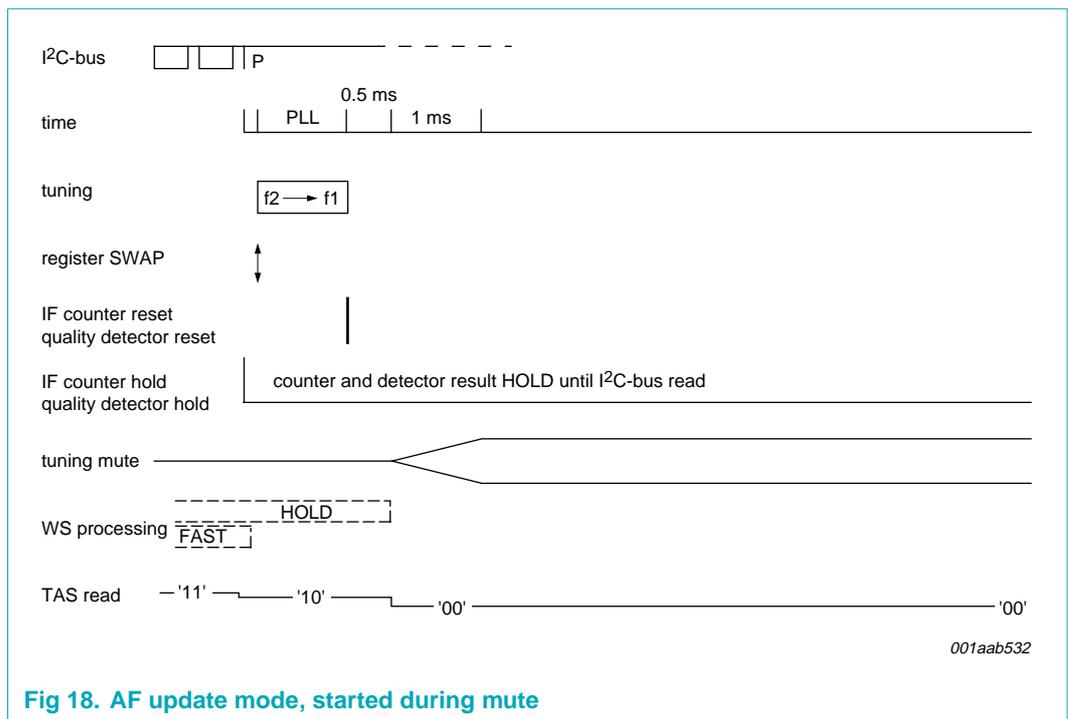 I²C-bus
P
0.5 ms
time
PLL
1 ms
tuning
f2 → f1
register SWAP
IF counter reset
quality detector reset
IF counter hold
quality detector hold
counter and detector result HOLD until I²C-bus read
tuning mute
WS processing
HOLD
FAST
TAS read
'11'
'10'
'00'
'00'
001aab532
Fig 18. AF update mode, started during mute